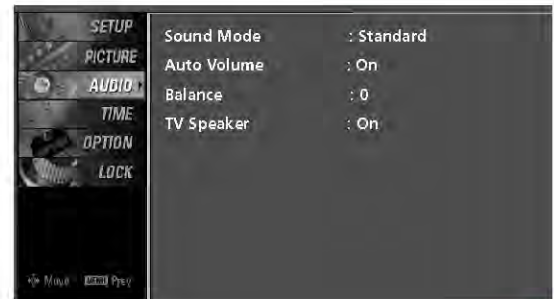 SETUP
PICTURE
AUDIO
TIME
OPTION
LOCK
Sound Mode : Standard
Auto Volume : On
Balance : 0
TV Speaker : On
Move MENU Prev